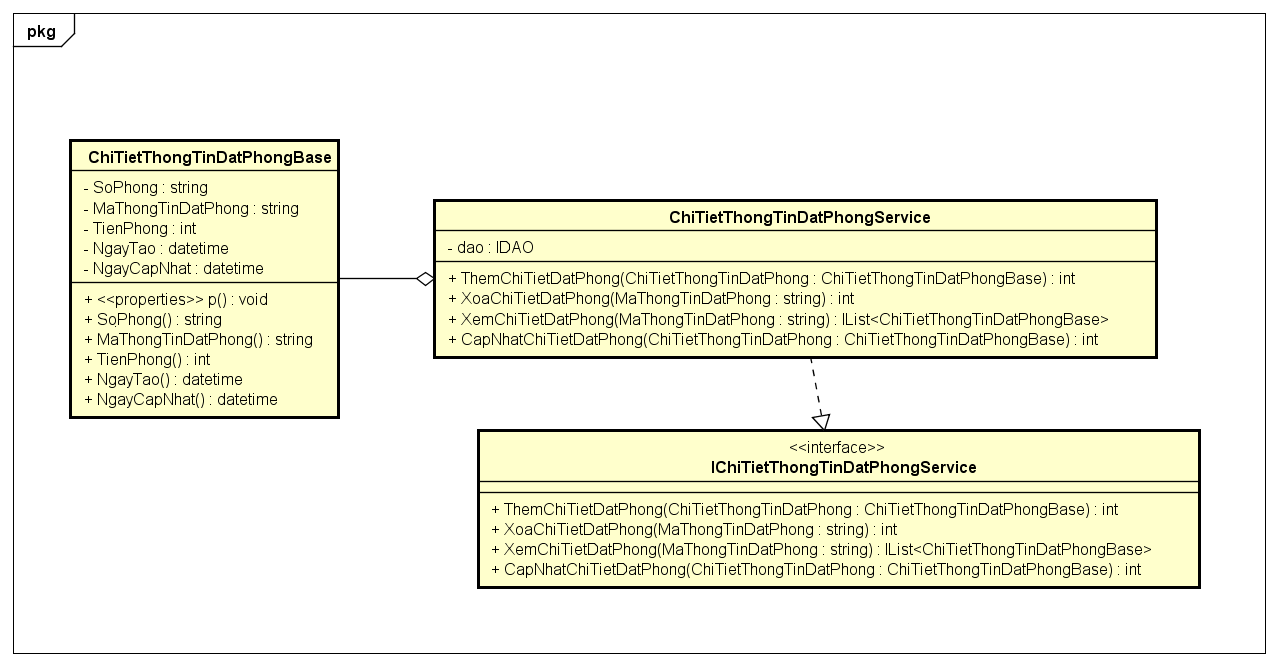 pkg
ChiTietThongTinDatPhongBase
- SoPhong : string
- MaThongTinDatPhong : string
- TienPhong : int
- NgayTao : datetime
- NgayCapNhat : datetime
+ <<properties>> p() : void
+ SoPhong() : string
+ MaThongTinDatPhong() : string
+ TienPhong() : int
+ NgayTao() : datetime
+ NgayCapNhat() : datetime
ChiTietThongTinDatPhongService
- dao : IDAO
+ ThemChiTietDatPhong(ChiTietThongTinDatPhong : ChiTietThongTinDatPhongBase) : int
+ XoaChiTietDatPhong(MaThongTinDatPhong : string) : int
+ XemChiTietDatPhong(MaThongTinDatPhong : string) : IList<ChiTietThongTinDatPhongBase>
+ CapNhatChiTietDatPhong(ChiTietThongTinDatPhong : ChiTietThongTinDatPhongBase) : int
<<interface>>
IChiTietThongTinDatPhongService
+ ThemChiTietDatPhong(ChiTietThongTinDatPhong : ChiTietThongTinDatPhongBase) : int
+ XoaChiTietDatPhong(MaThongTinDatPhong : string) : int
+ XemChiTietDatPhong(MaThongTinDatPhong : string) : IList<ChiTietThongTinDatPhongBase>
+ CapNhatChiTietDatPhong(ChiTietThongTinDatPhong : ChiTietThongTinDatPhongBase) : int